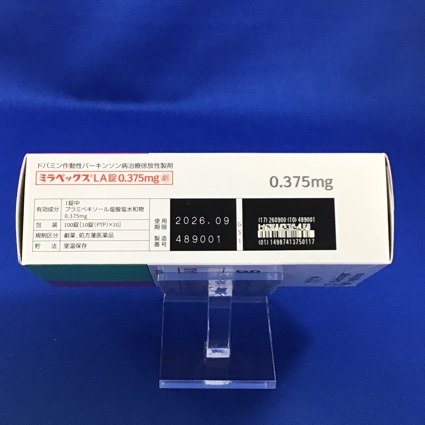 ドパミン作動性パーキンソン病治療徐放性製剤
ミラペックス®LA錠0.375mg 劇
0.375mg
有効成分 1錠中 プラミペキソール塩酸塩水和物 0.375mg
包装 100錠[10錠(PTP)×10]
規制区分 劇薬、処方箋医薬品
貯法 室温保存
使用期限 2026.09
製造番号 489001
GS1
(17)260900(10)489001
(01)14987413750117